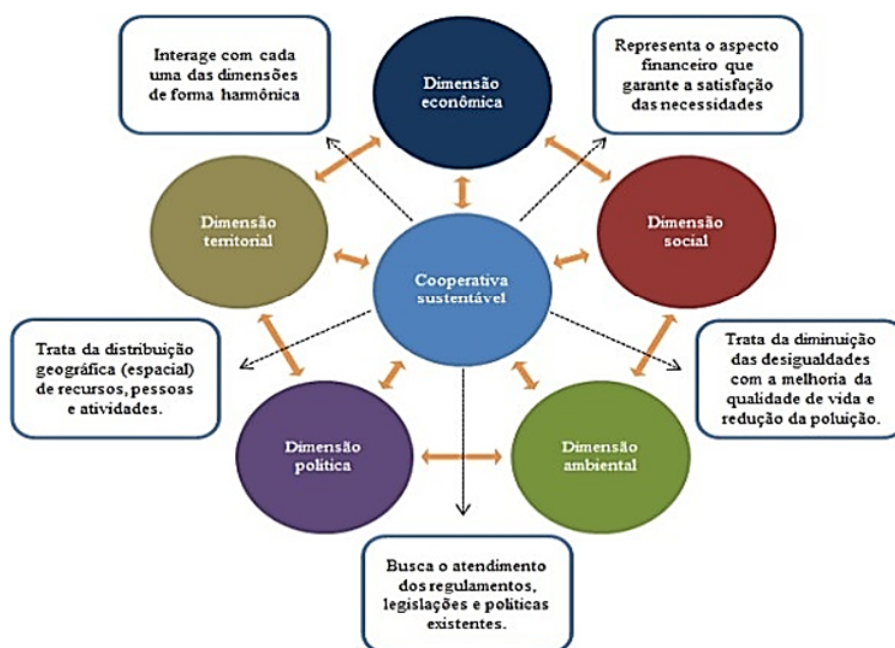 Interage com cada
uma das dimensões
de forma harmônica
Dimensão
econômica
Representa o aspecto
financeiro que
garante a satisfação
das necessidades
Dimensão
territorial
Dimensão
social
Cooperativa
sustentável
Trata da distribuição
geográfica (espacial)
de recursos, pessoas
e atividades.
Trata da diminuição
das desigualdades
com a melhoria da
qualidade de vida e
redução da poluição.
Dimensão
política
Dimensão
ambiental
Busca o atendimento
dos regulamentos,
legislações e políticas
existentes.